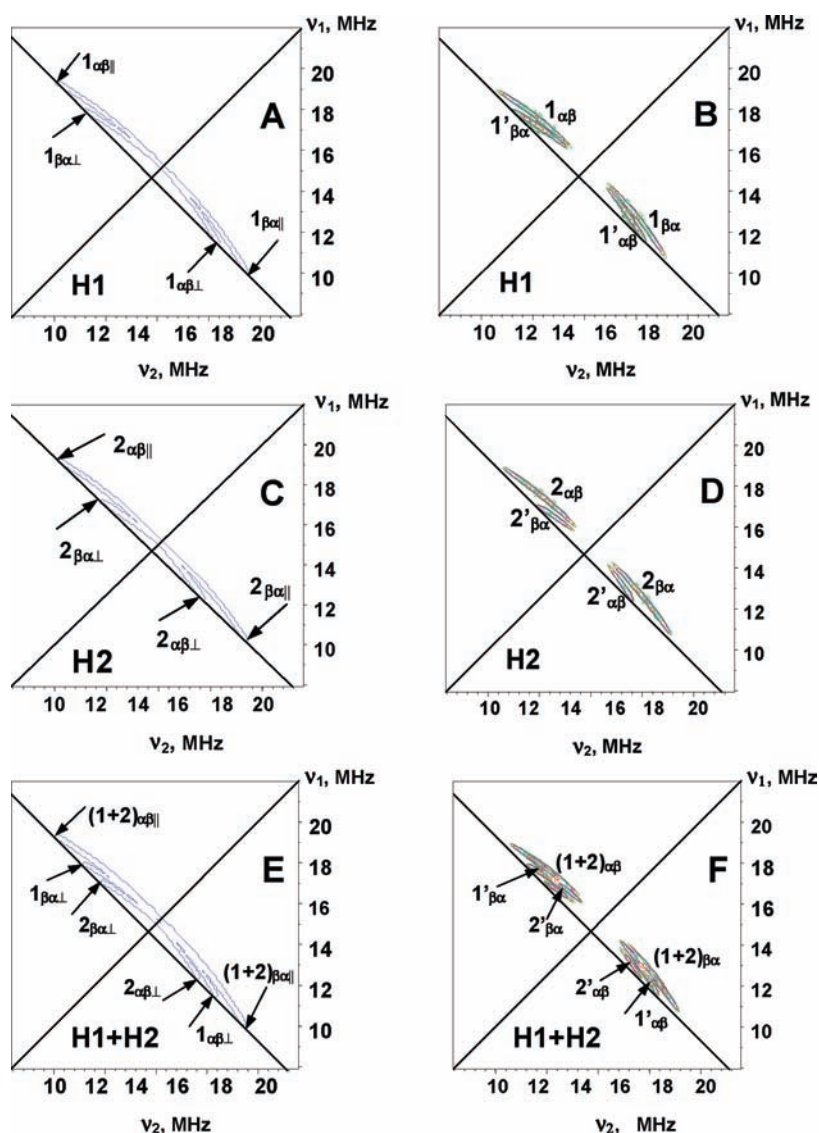 ν₁, MHz
20
18
16
14
12
10
10 12 14 16 18 20
ν₂, MHz
A
H1
1αβ||
1βα⊥
1βα||
1αβ⊥
ν₁, MHz
20
18
16
14
12
10
10 12 14 16 18 20
ν₂, MHz
B
H1
1αβ
1'βα
1βα
1'αβ
ν₁, MHz
20
18
16
14
12
10
10 12 14 16 18 20
ν₂, MHz
C
H2
2αβ||
2βα⊥
2βα||
2αβ⊥
ν₁, MHz
20
18
16
14
12
10
10 12 14 16 18 20
ν₂, MHz
D
H2
2αβ
2'βα
2βα
2'αβ
ν₁, MHz
20
18
16
14
12
10
10 12 14 16 18 20
ν₂, MHz
E
H1+H2
(1+2)αβ||
1βα⊥
2βα⊥
(1+2)βα||
2αβ⊥
1αβ⊥
ν1, MHz
20
18
16
14
12
10
10 12 14 16 18 20
ν₂, MHz
F
H1+H2
(1+2)αβ
1'βα
2'βα
(1+2)βα
2'αβ
1'αβ